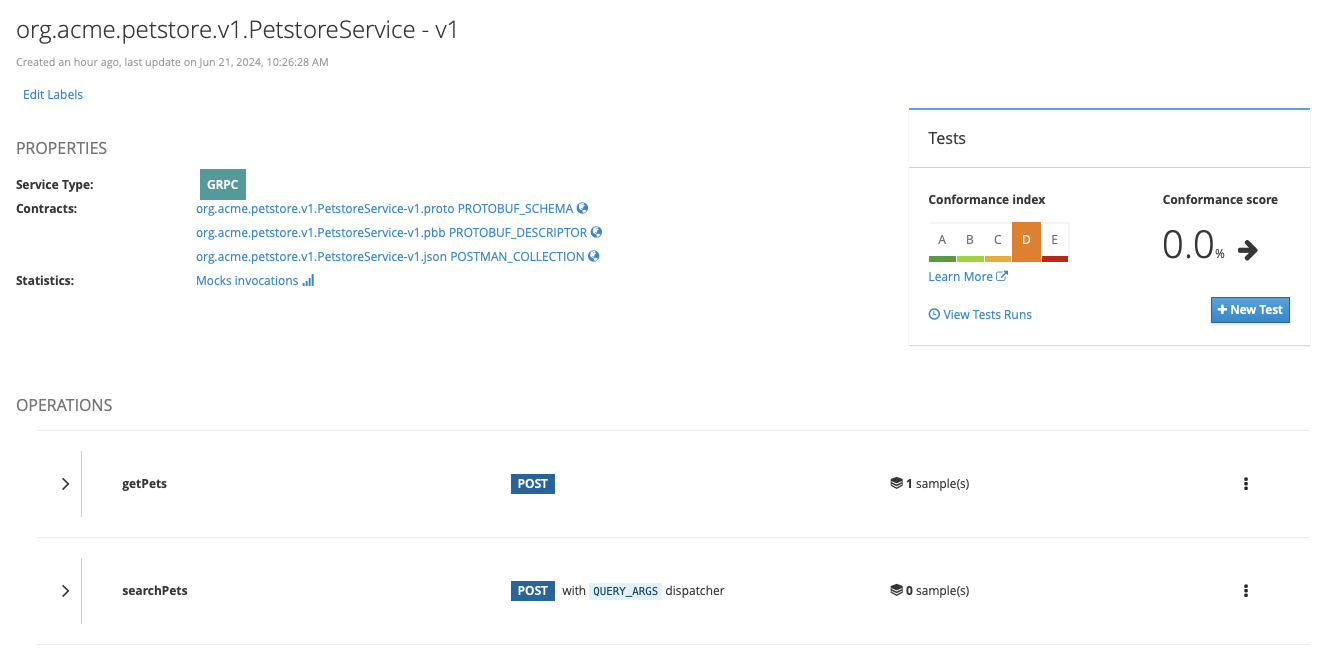 org.acme.petstore.v1.PetstoreService - v1
Created an hour ago, last update on Jun 21, 2024, 10:26:28 AM
Edit Labels
PROPERTIES
Service Type: GRPC
Contracts: org.acme.petstore.v1.PetstoreService-v1.proto PROTOBUF_SCHEMA
org.acme.petstore.v1.PetstoreService-v1.pbb PROTOBUF_DESCRIPTOR
org.acme.petstore.v1.PetstoreService-v1.json POSTMAN_COLLECTION
Statistics: Mocks invocations
Tests
Conformance index
A B C D E
Learn More
View Tests Runs
Conformance score
0.0%
+ New Test
OPERATIONS
getPets POST 1 sample(s)
searchPets POST with QUERY_ARGS dispatcher 0 sample(s)